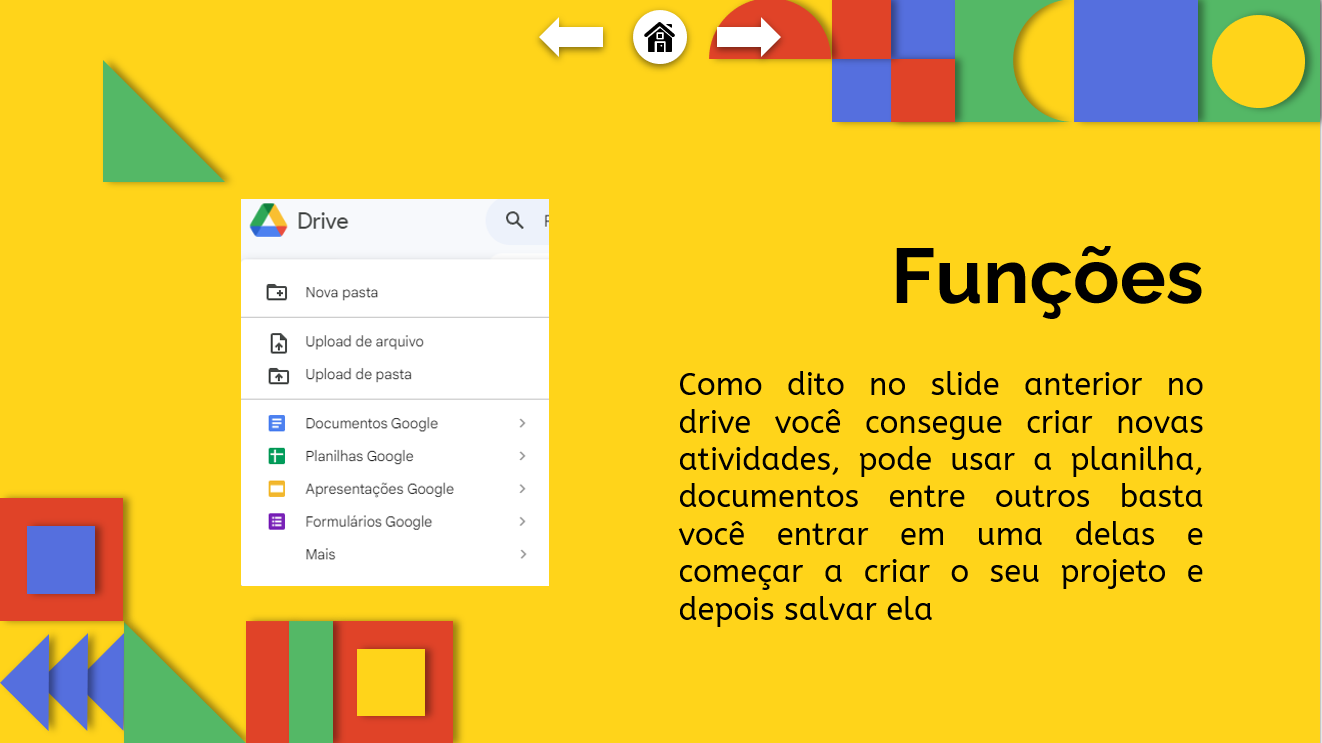 Drive
Nova pasta
Upload de arquivo
Upload de pasta
Documentos Google
Planilhas Google
Apresentações Google
Formulários Google
Mais
Funções
Como dito no slide anterior no
drive você consegue criar novas
atividades, pode usar a planilha,
documentos entre outros basta
você entrar em uma delas e
começar a criar o seu projeto e
depois salvar ela